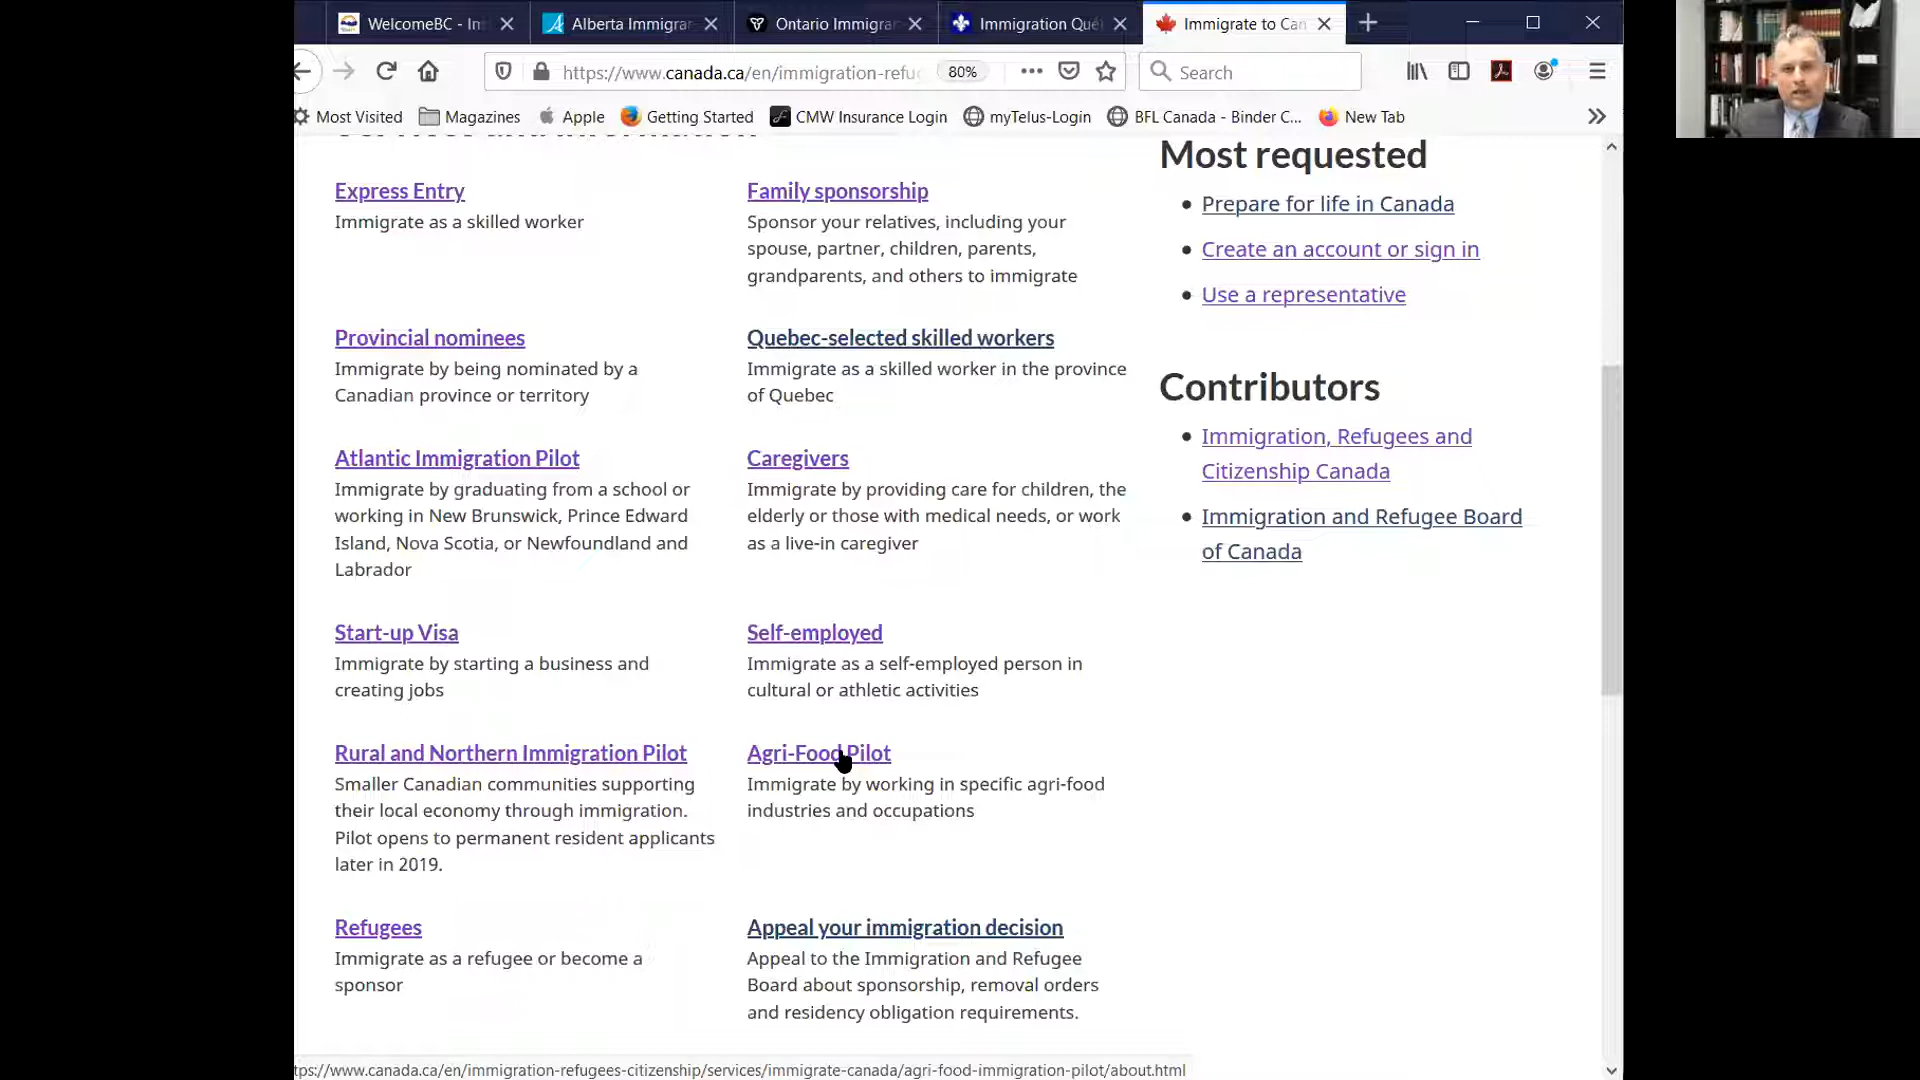 WelcomeBC - Im
Alberta Immigrar
Ontario Immigrar
Immigration Qué
Immigrate to Can
https://www.canada.ca/en/immigration-refug
80%
Search
Most Visited
Magazines
Apple
Getting Started
CMW Insurance Login
myTelus-Login
BFL Canada - Binder C...
New Tab
Services and information
Express Entry
Immigrate as a skilled worker
Family sponsorship
Sponsor your relatives, including your
spouse, partner, children, parents,
grandparents, and others to immigrate
Provincial nominees
Immigrate by being nominated by a
Canadian province or territory
Quebec-selected skilled workers
Immigrate as a skilled worker in the province
of Quebec
Atlantic Immigration Pilot
Immigrate by graduating from a school or
working in New Brunswick, Prince Edward
Island, Nova Scotia, or Newfoundland and
Labrador
Caregivers
Immigrate by providing care for children, the
elderly or those with medical needs, or work
as a live-in caregiver
Start-up Visa
Immigrate by starting a business and
creating jobs
Self-employed
Immigrate as a self-employed person in
cultural or athletic activities
Rural and Northern Immigration Pilot
Smaller Canadian communities supporting
their local economy through immigration.
Pilot opens to permanent resident applicants
later in 2019.
Agri-Food Pilot
Immigrate by working in specific agri-food
industries and occupations
Refugees
Immigrate as a refugee or become a
sponsor
Appeal your immigration decision
Appeal to the Immigration and Refugee
Board about sponsorship, removal orders
and residency obligation requirements.
Most requested
Prepare for life in Canada
Create an account or sign in
Use a representative
Contributors
Immigration, Refugees and
Citizenship Canada
Immigration and Refugee Board
of Canada
tps://www.canada.ca/en/immigration-refugees-citizenship/services/immigrate-canada/agri-food-immigration-pilot/about.html